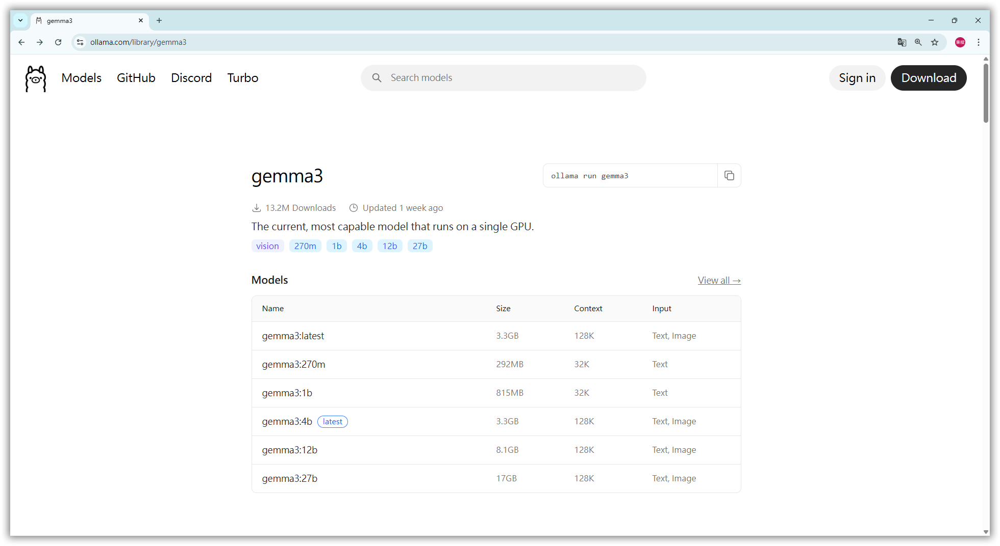 gemma3
ollama.com/library/gemma3
Models GitHub Discord Turbo Search models Sign in Download
gemma3 ollama run gemma3
13.2M Downloads Updated 1 week ago
The current, most capable model that runs on a single GPU.
vision 270m 1b 4b 12b 27b
Models View all →
Name Size Context Input
gemma3:latest 3.3GB 128K Text, Image
gemma3:270m 292MB 32K Text
gemma3:1b 815MB 32K Text
gemma3:4b latest 3.3GB 128K Text, Image
gemma3:12b 8.1GB 128K Text, Image
gemma3:27b 17GB 128K Text, Image